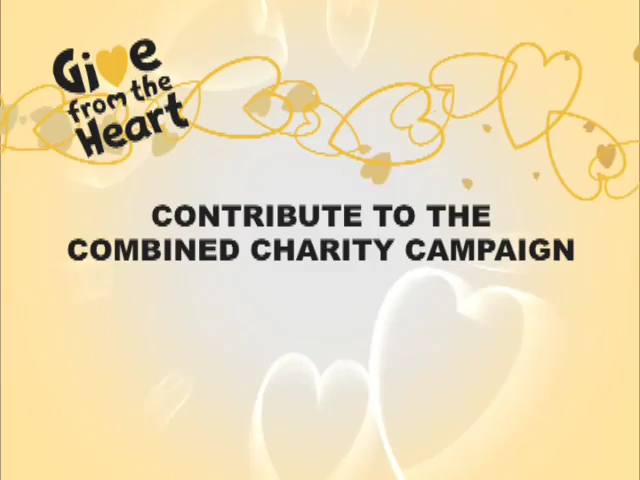 Give
from the
Heart
CONTRIBUTE TO THE
COMBINED CHARITY CAMPAIGN